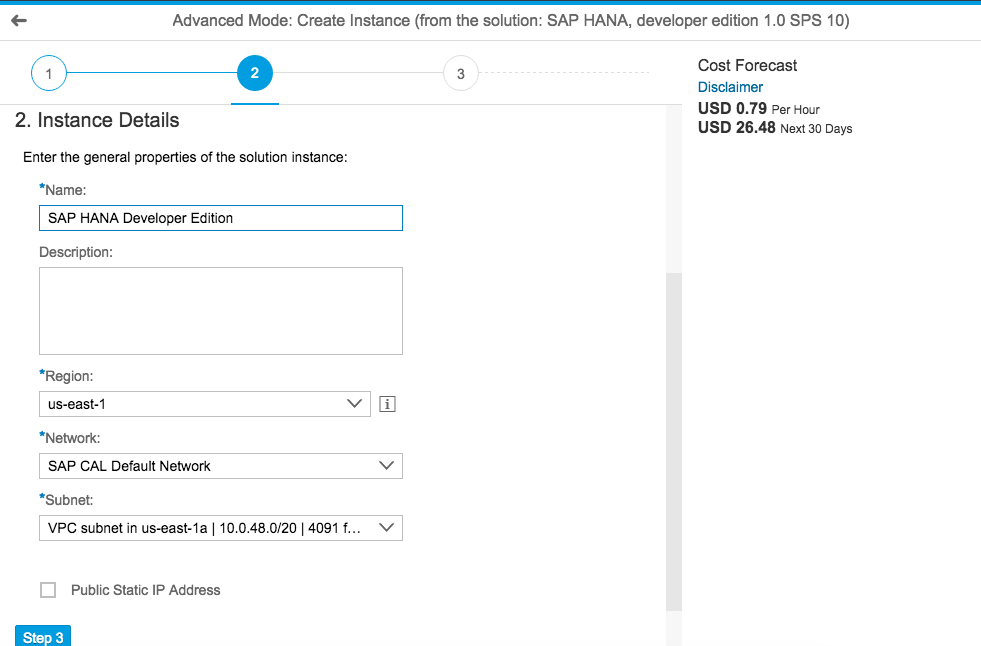 Advanced Mode: Create Instance (from the solution: SAP HANA, developer edition 1.0 SPS 10)
1
2
3
2. Instance Details
Enter the general properties of the solution instance:
*Name:
SAP HANA Developer Edition
Description:
*Region:
us-east-1
i
*Network:
SAP CAL Default Network
*Subnet:
VPC subnet in us-east-1a | 10.0.48.0/20 | 4091 f...
Public Static IP Address
Step 3
Cost Forecast
Disclaimer
USD 0.79 Per Hour
USD 26.48 Next 30 Days